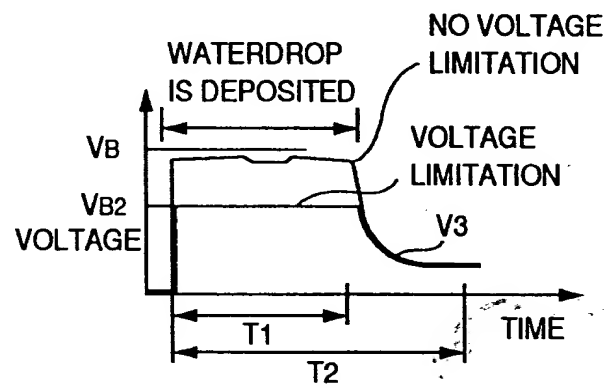 NO VOLTAGE
LIMITATION
WATERDROP
IS DEPOSITED
VB
VOLTAGE
LIMITATION
VB2
VOLTAGE
V3
T1
TIME
T2